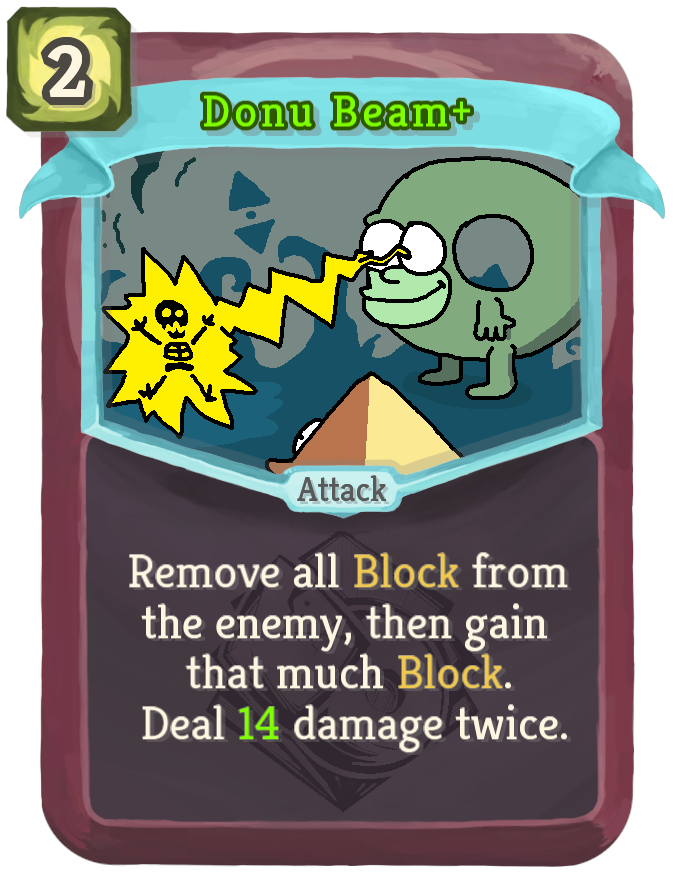 2
Donu Beam+
Attack
Remove all Block from
the enemy, then gain
that much Block.
Deal 14 damage twice.